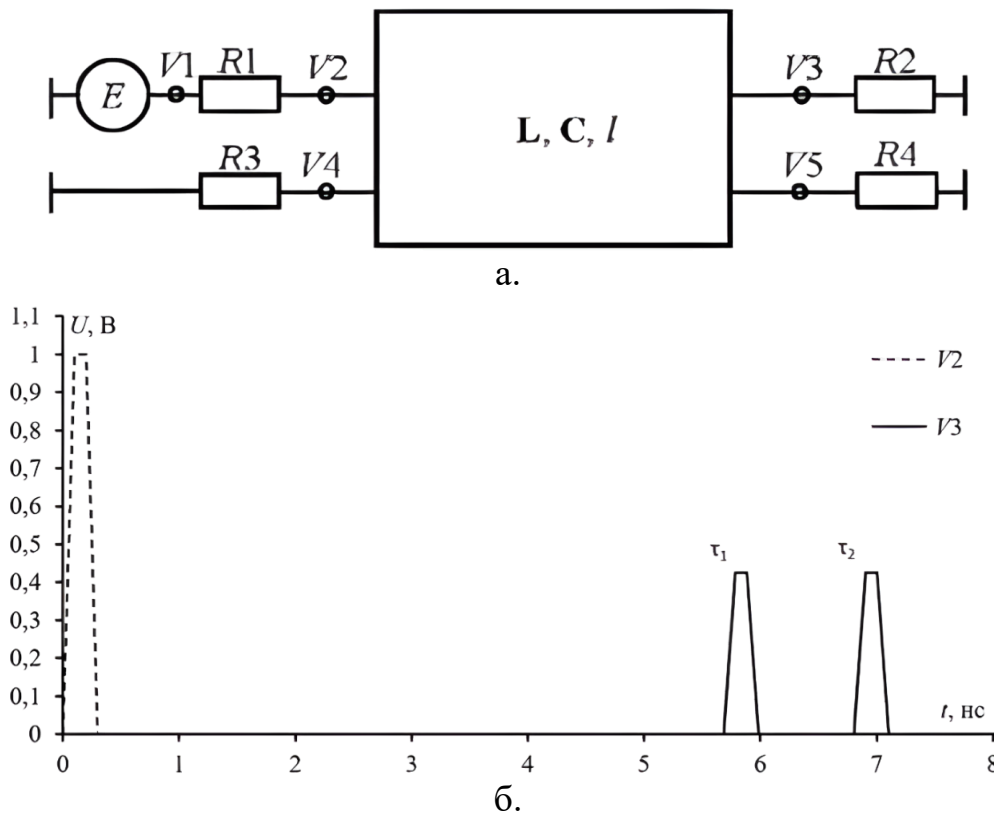 V1 R1 V2 V3 R2
E
L, C, l
R3 V4 V5 R4
а.
1,1 U, В
1 V2
0,9
0,8 V3
0,7
0,6
0,5 τ₁ τ₂
0,4
0,3
0,2
0,1 t, нс
0
0 1 2 3 4 5 6 7 8
б.